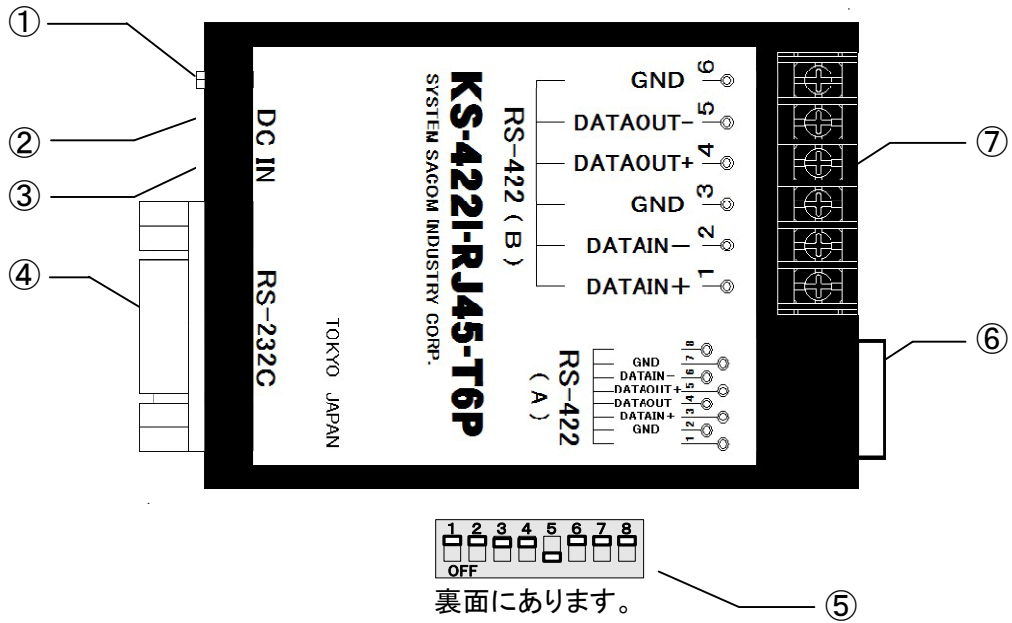 ①
②
③
④
DC IN
RS-232C
TOKYO JAPAN
SYSTEM SACOM INDUSTRY CORP.
KS-422I-RJ45-T6P
RS-422 (B)
GND 6
DATAOUT- 5
DATAOUT+ 4
GND 3
DATAIN- 2
DATAIN+ 1
RS-422
(A)
8
GND 7
DATAIN- 6
DATAOUT+ 5
DATAOUT 4
DATAIN+ 3
GND 2
1
⑦
⑥
1 2 3 4 5 6 7 8
OFF
裏面にあります。
⑤